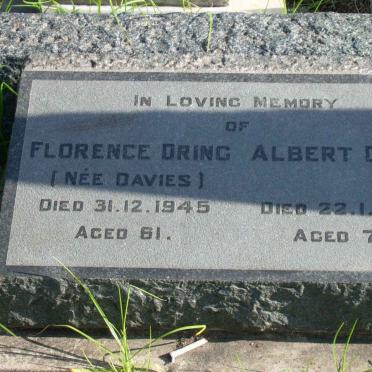 IN LOVING MEMORY
OF
FLORENCE DRING ALBERT
(NÉE DAVIES)
DIED 31.12.1945 DIED 22.1.
AGED 61. AGED 7